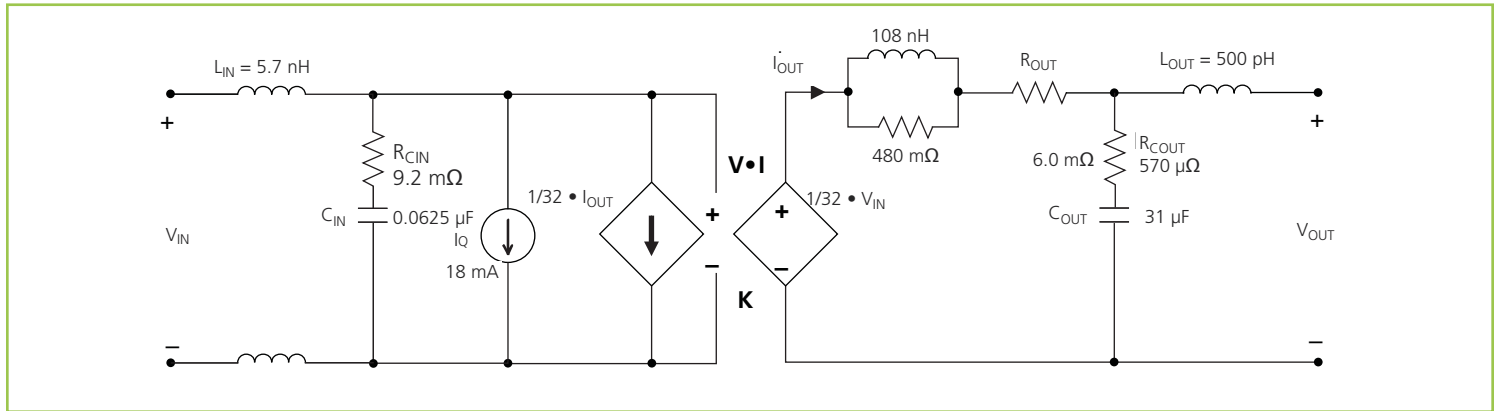 L_IN = 5.7 nH
+
R_CIN
9.2 mΩ
C_IN
0.0625 µF
V_IN
I_Q
18 mA
−
1/32 • I_OUT
+
−
V•I
K
1/32 • V_IN
+
−
I_OUT
108 nH
480 mΩ
R_OUT
L_OUT = 500 pH
6.0 mΩ
R_COUT
570 µΩ
C_OUT
31 µF
+
V_OUT
−